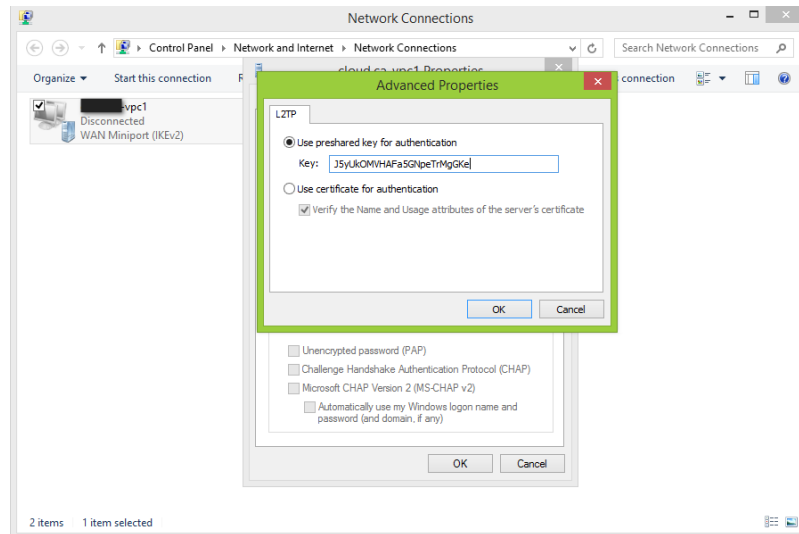 Network Connections
Control Panel Network and Internet Network Connections
Search Network Connections
Organize Start this connection
connection
cloud.ca-vpc1 Properties
Advanced Properties
-vpc1
Disconnected
WAN Miniport (IKEv2)
L2TP
Use preshared key for authentication
Key: J5yUkOMVHAFa5GNpeTrMgGKe
Use certificate for authentication
Verify the Name and Usage attributes of the server's certificate
OK Cancel
Unencrypted password (PAP)
Challenge Handshake Authentication Protocol (CHAP)
Microsoft CHAP Version 2 (MS-CHAP v2)
Automatically use my Windows logon name and
password (and domain, if any)
OK Cancel
2 items 1 item selected